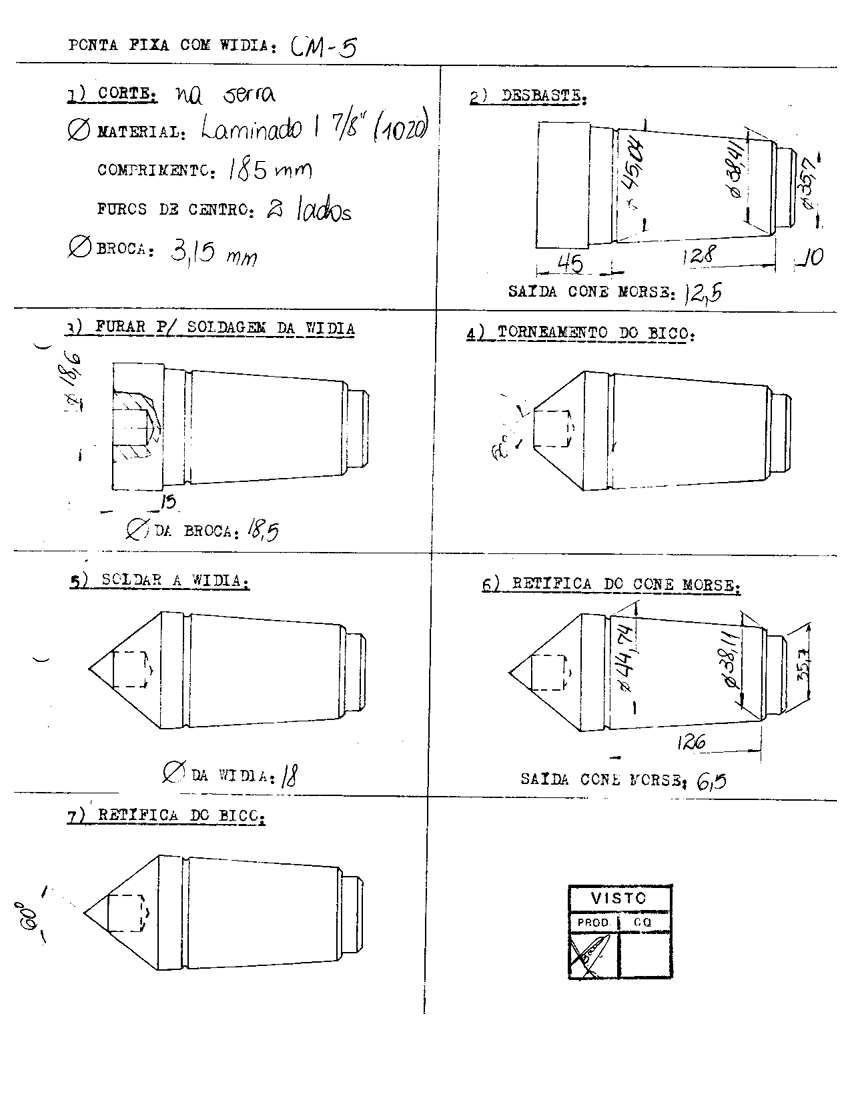 PONTA FIXA COM WIDIA: CM-5
1) CORTE: na serra
Ø MATERIAL: Laminado 1 7/8" (1020)
COMPRIMENTO: 185 mm
FUROS DE CENTRO: 2 lados
Ø BROCA: 3,15 mm
2) DESBASTE:
ø 45,04
ø 38,41
ø 35,7
45
128
10
SAÍDA CONE MORSE: 12,5
3) FURAR P/ SOLDAGEM DA WIDIA
ø 18,6
15
Ø DA BROCA: 18,5
4) TORNEAMENTO DO BICO:
60°
5) SOLDAR A WIDIA:
Ø DA WIDIA: 18
6) RETÍFICA DO CONE MORSE:
ø 44,74
ø 38,11
35,7
126
SAÍDA CONE MORSE: 6,5
7) RETÍFICA DO BICO:
60°
VISTO
PROD. CQ